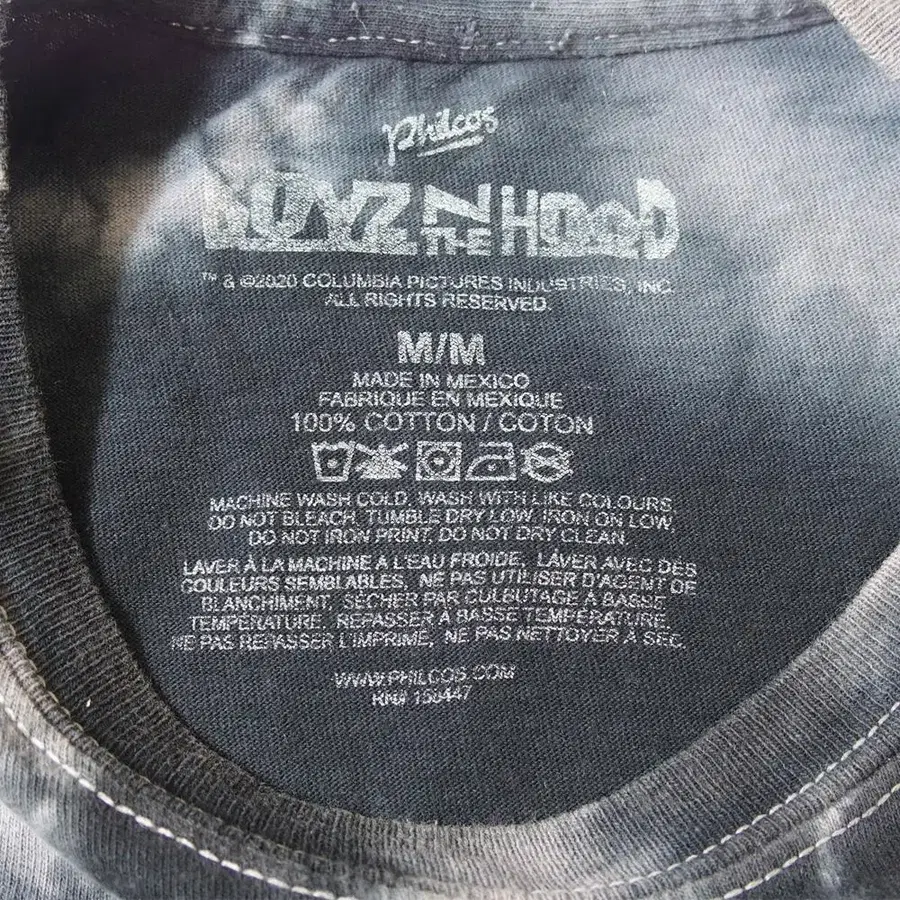 Philcos
BOYZ N THE HOOD
™ & ©2020 COLUMBIA PICTURES INDUSTRIES, INC.
ALL RIGHTS RESERVED.
M/M
MADE IN MEXICO
FABRIQUE EN MEXIQUE
100% COTTON / COTON
MACHINE WASH COLD, WASH WITH LIKE COLOURS,
DO NOT BLEACH, TUMBLE DRY LOW, IRON ON LOW,
DO NOT IRON PRINT, DO NOT DRY CLEAN.
LAVER À LA MACHINE A L'EAU FROIDE, LAVER AVEC DES
COULEURS SEMBLABLES, NE PAS UTILISER D'AGENT DE
BLANCHIMENT, SÉCHER PAR CULBUTAGE À BASSE
TEMPÉRATURE, REPASSER À BASSE TEMPÉRATURE,
NE PAS REPASSER L'IMPRIME, NE PAS NETTOYER À SEC.
WWW.PHILCOS.COM
RN# 158447